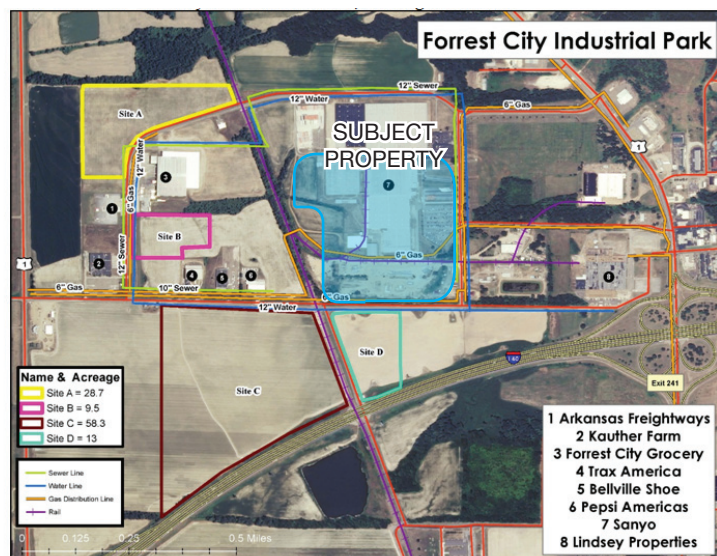 Forrest City Industrial Park
12" Sewer
12" Water
SUBJECT
PROPERTY
Site A
6" Gas
12" Water
6" Gas
12" Sewer
3
7
1
1
Site B
2
4
5
6
8
6" Gas
1
6" Gas
10" Sewer
6" Gas
12" Water
Site D
Site C
Exit 241
Name & Acreage
Site A = 28.7
Site B = 9.5
Site C = 58.3
Site D = 13
Sewer Line
Water Line
Gas Distribution Line
Rail
0 0.125 0.25 0.5 Miles
1 Arkansas Freightways
2 Kauther Farm
3 Forrest City Grocery
4 Trax America
5 Bellville Shoe
6 Pepsi Americas
7 Sanyo
8 Lindsey Properties